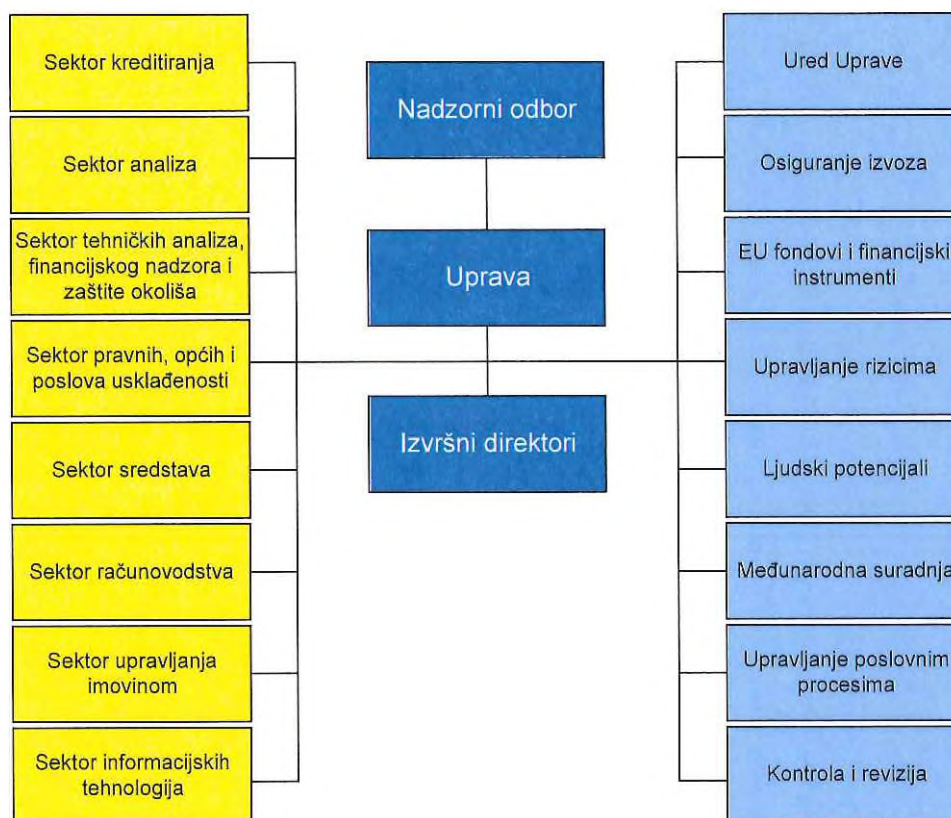 Sektor kreditiranja
Sektor analiza
Sektor tehničkih analiza,
financijskog nadzora i
zaštite okoliša
Sektor pravnih, općih i
poslova usklađenosti
Sektor sredstava
Sektor računovodstva
Sektor upravljanja
imovinom
Sektor informacijskih
tehnologija
Nadzorni odbor
Uprava
Izvršni direktori
Ured Uprave
Osiguranje izvoza
EU fondovi i financijski
instrumenti
Upravljanje rizicima
Ljudski potencijali
Međunarodna suradnja
Upravljanje poslovnim
procesima
Kontrola i revizija